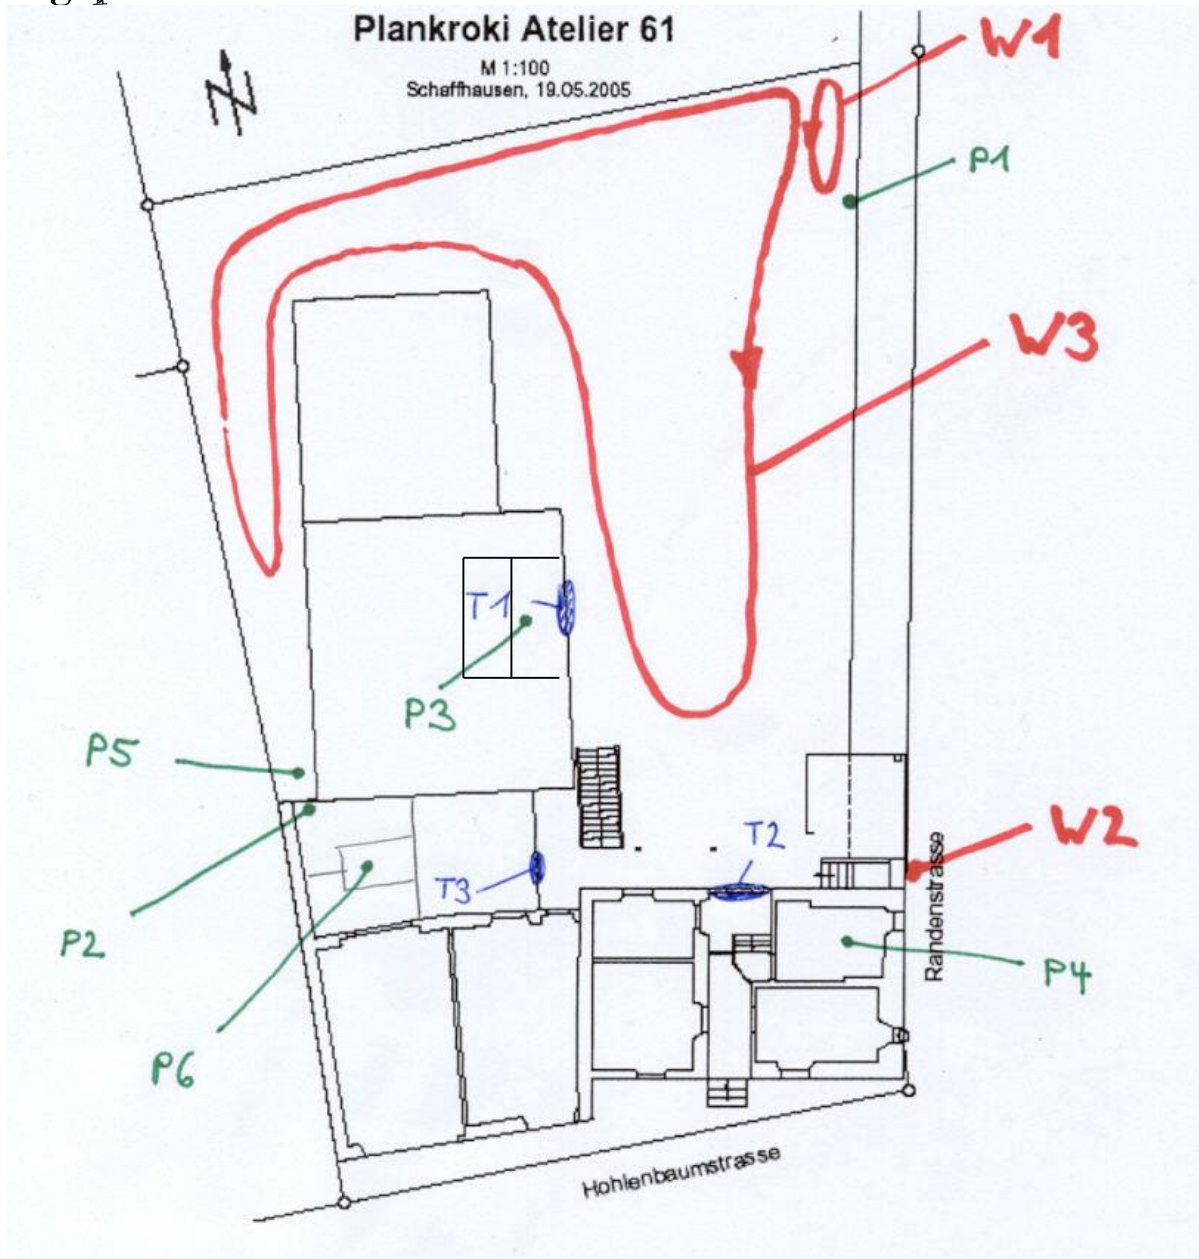 Plankroki Atelier 61
M 1:100
Schaffhausen, 19.05.2005
W1
P1
W3
T1
P3
P5
T2
W2
T3
Randenstrasse
P2
P4
P6
Hohlenbaumstrasse